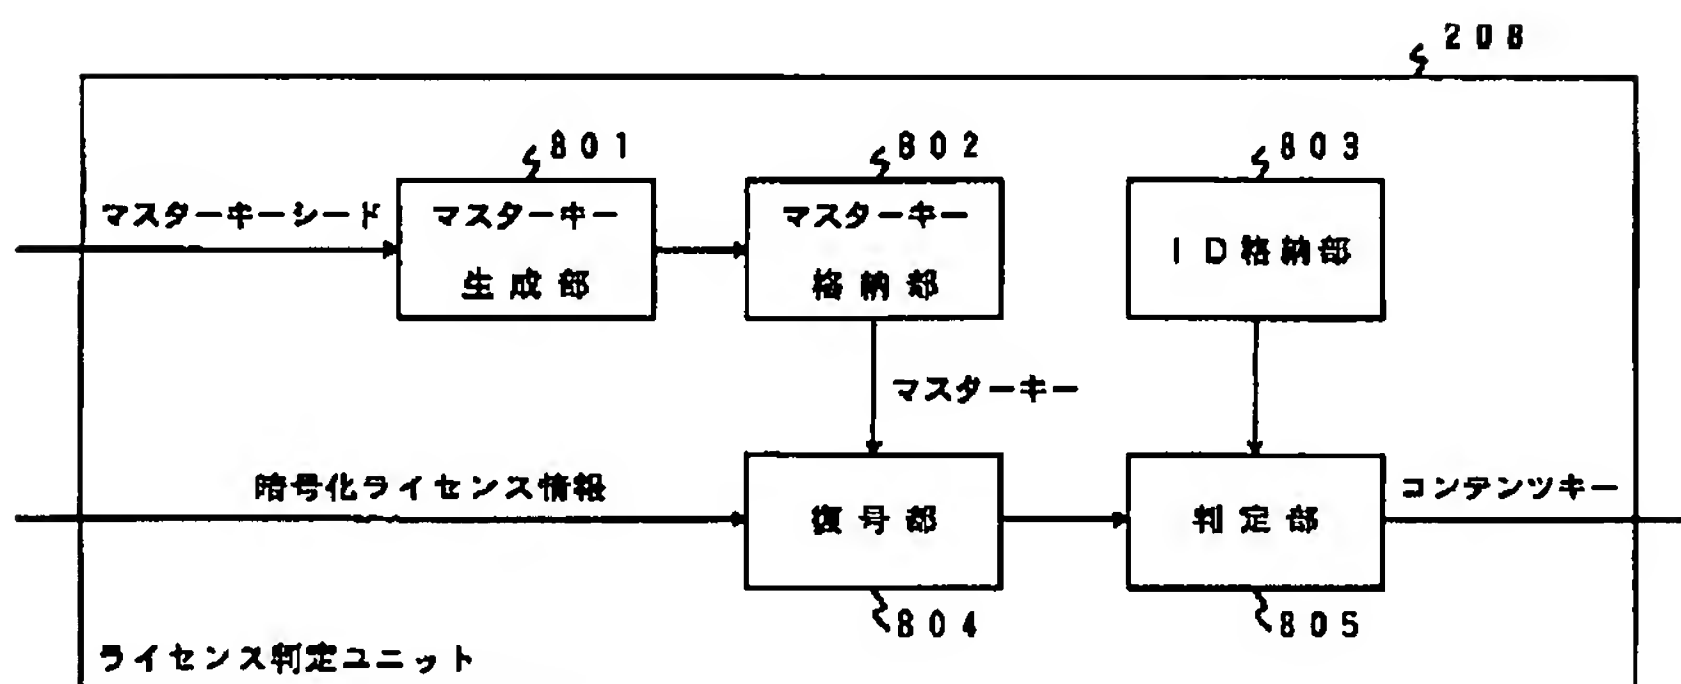 208
801
802
803
マスターキーシード
マスターキー
生成部
マスターキー
格納部
ID格納部
マスターキー
暗号化ライセンス情報
復号部
判定部
コンテンツキー
804
805
ライセンス判定ユニット